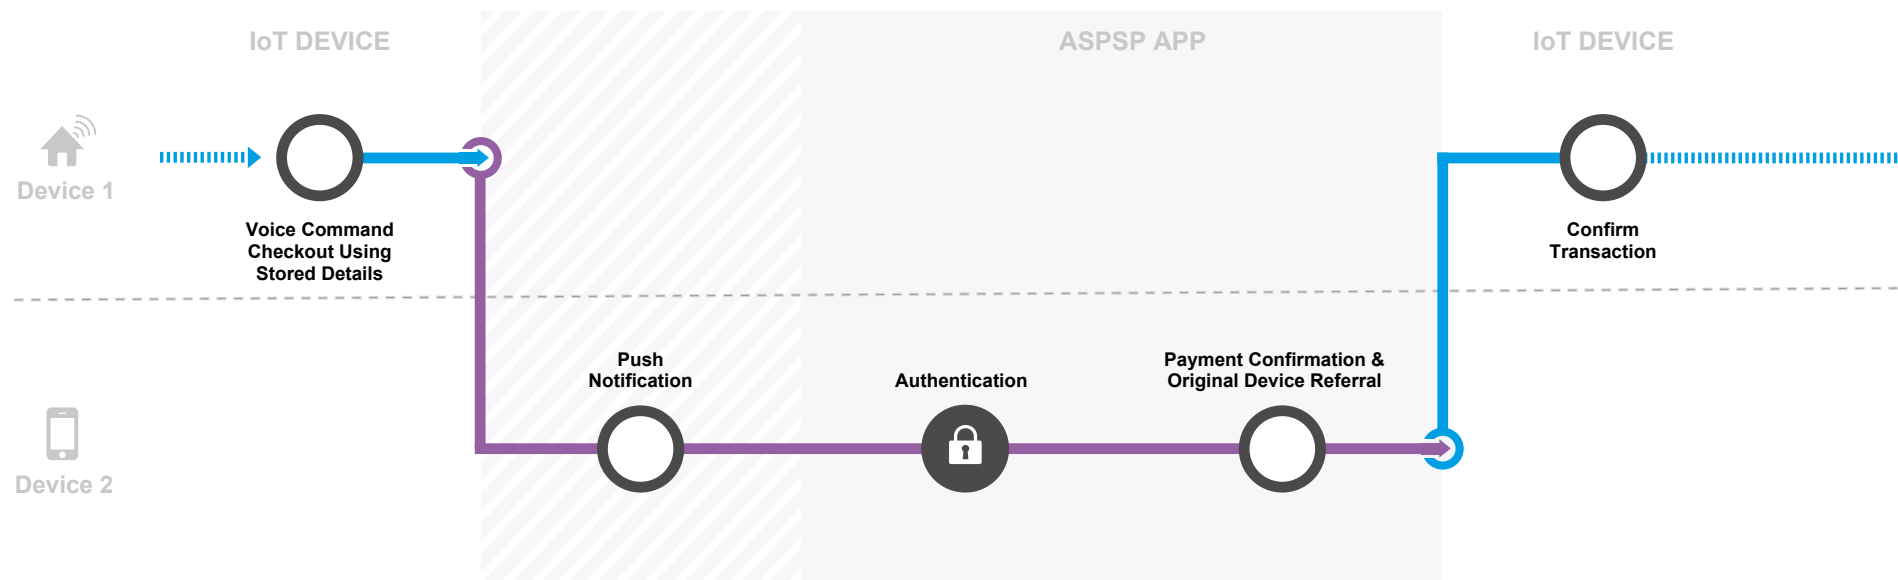 IoT DEVICE
ASPSP APP
IoT DEVICE
Device 1
Voice Command
Checkout Using
Stored Details
Confirm
Transaction
Push
Notification
Authentication
Payment Confirmation &
Original Device Referral
Device 2